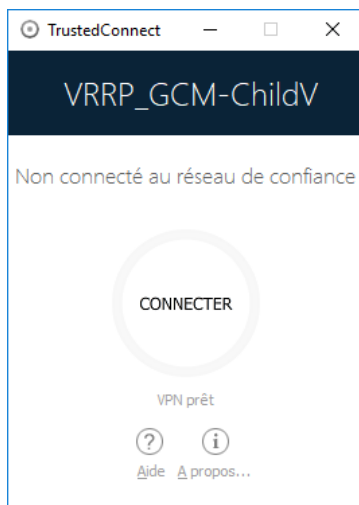 TrustedConnect
VRRP_GCM-ChildV
Non connecté au réseau de confiance
CONNECTER
VPN prêt
Aide A propos...